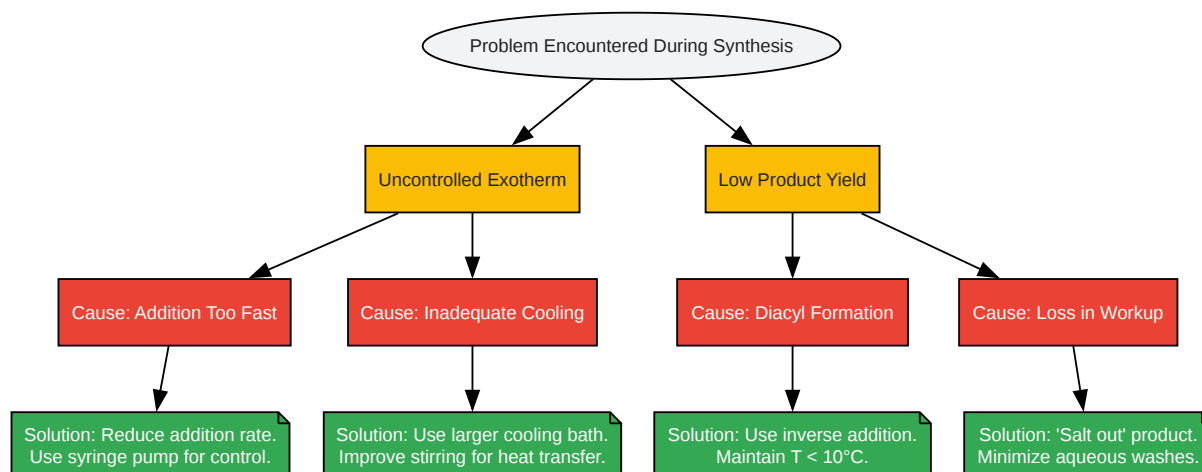 Problem Encountered During Synthesis
Uncontrolled Exotherm
Low Product Yield
Cause: Addition Too Fast
Cause: Inadequate Cooling
Cause: Diacyl Formation
Cause: Loss in Workup
Solution: Reduce addition rate.
Use syringe pump for control.
Solution: Use larger cooling bath.
Improve stirring for heat transfer.
Solution: Use inverse addition.
Maintain T < 10°C.
Solution: 'Salt out' product.
Minimize aqueous washes.